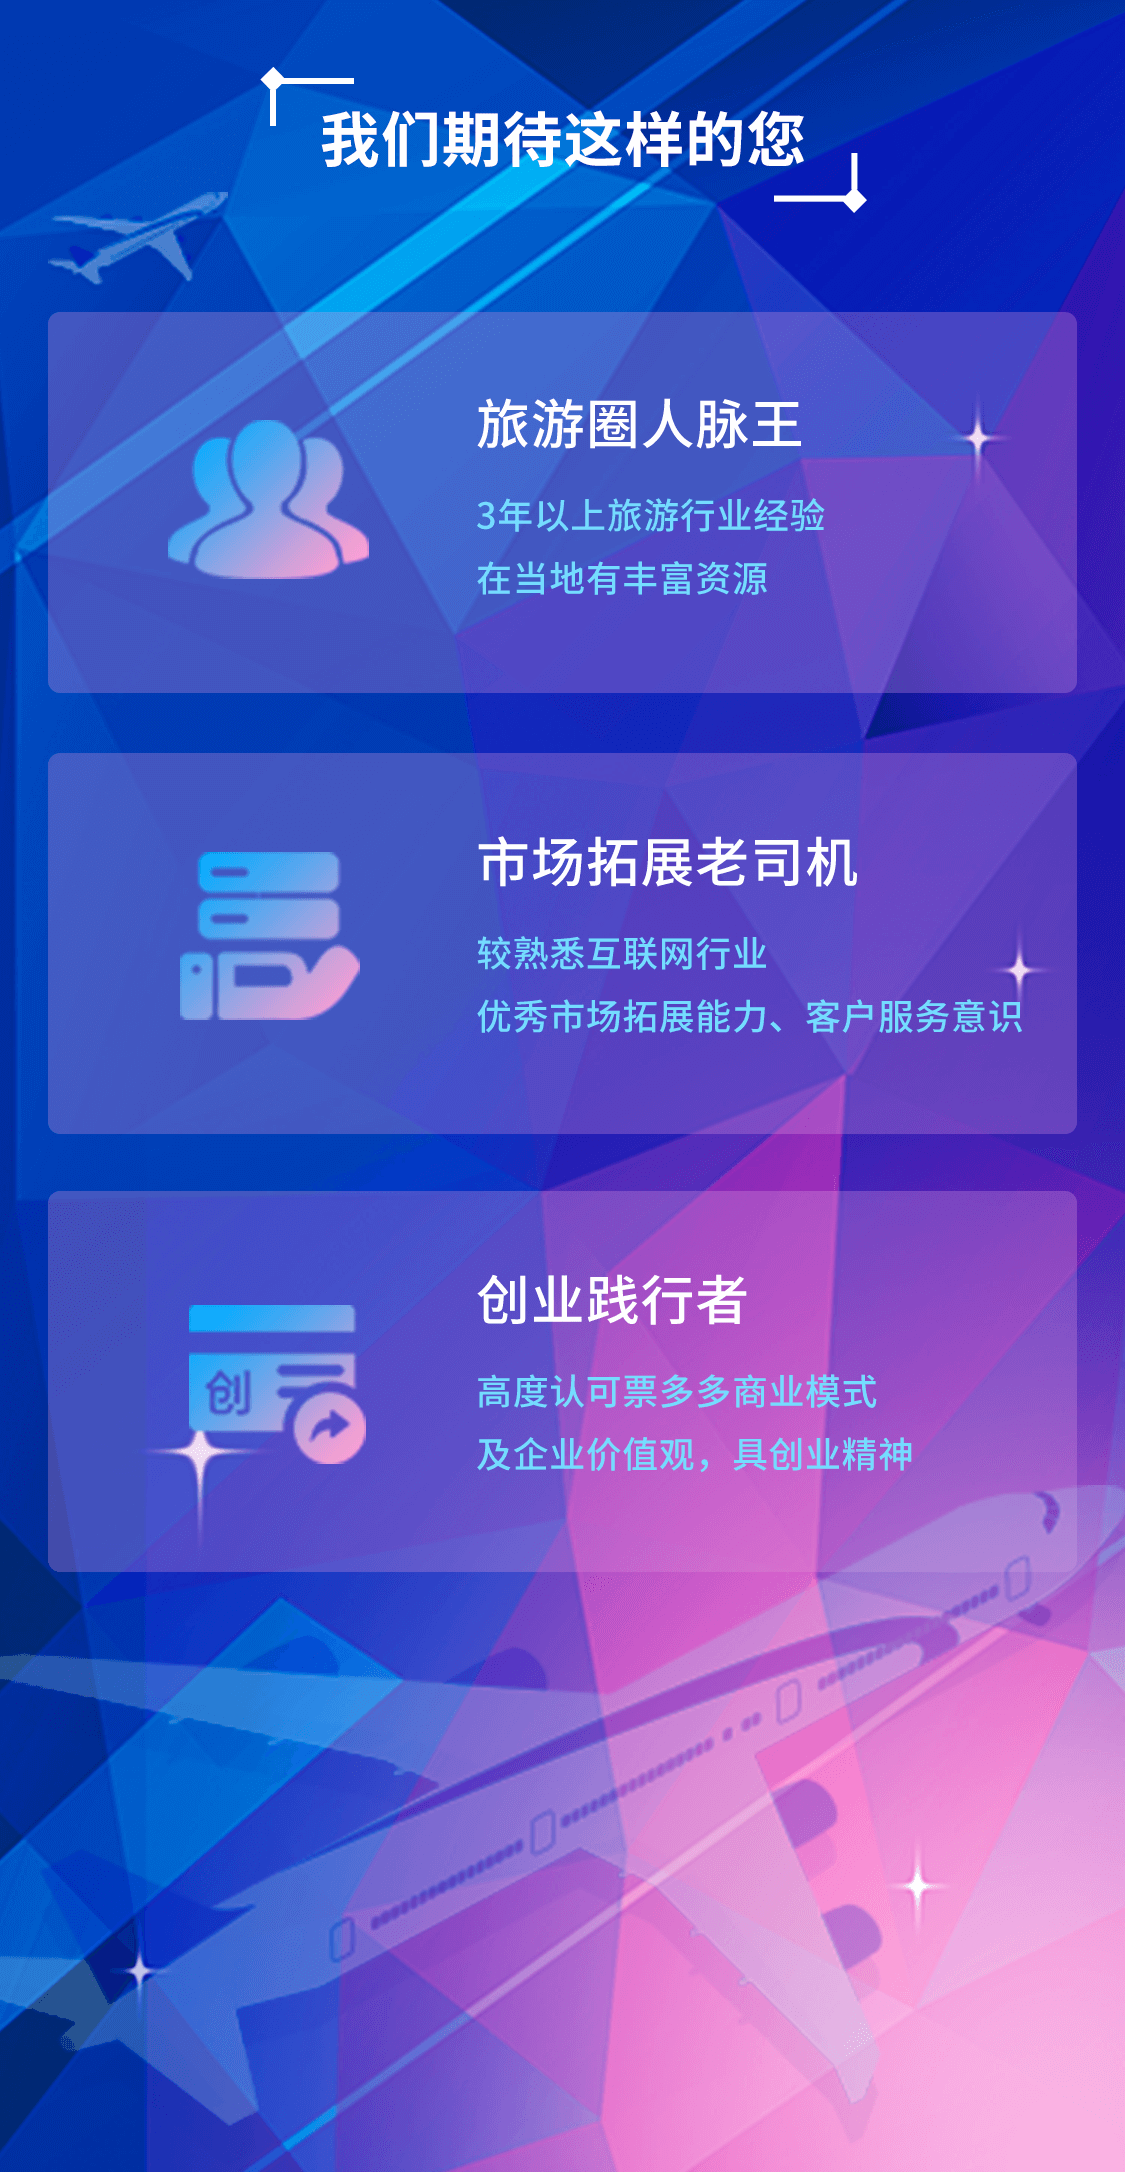 我们期待这样的您
旅游圈人脉王
3年以上旅游行业经验
在当地有丰富资源
市场拓展老司机
较熟悉互联网行业
优秀市场拓展能力、客户服务意识
创业践行者
高度认可票多多商业模式
创
及企业价值观，具创业精神